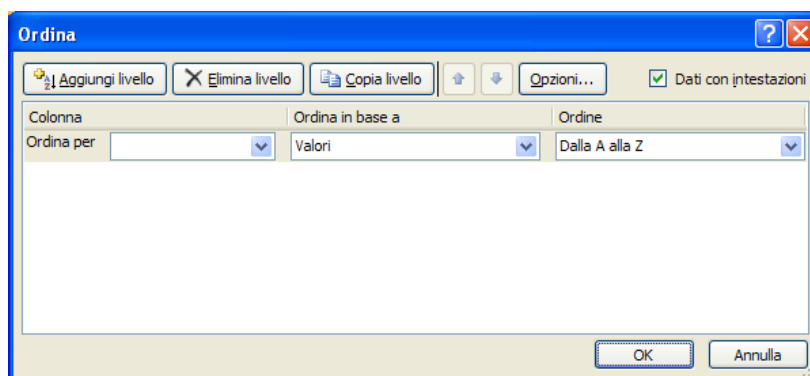 Ordina
Aggiungi livello Elimina livello Copia livello Opzioni... Dati con intestazioni
Colonna Ordina in base a Ordine
Ordina per Valori Dalla A alla Z
OK Annulla